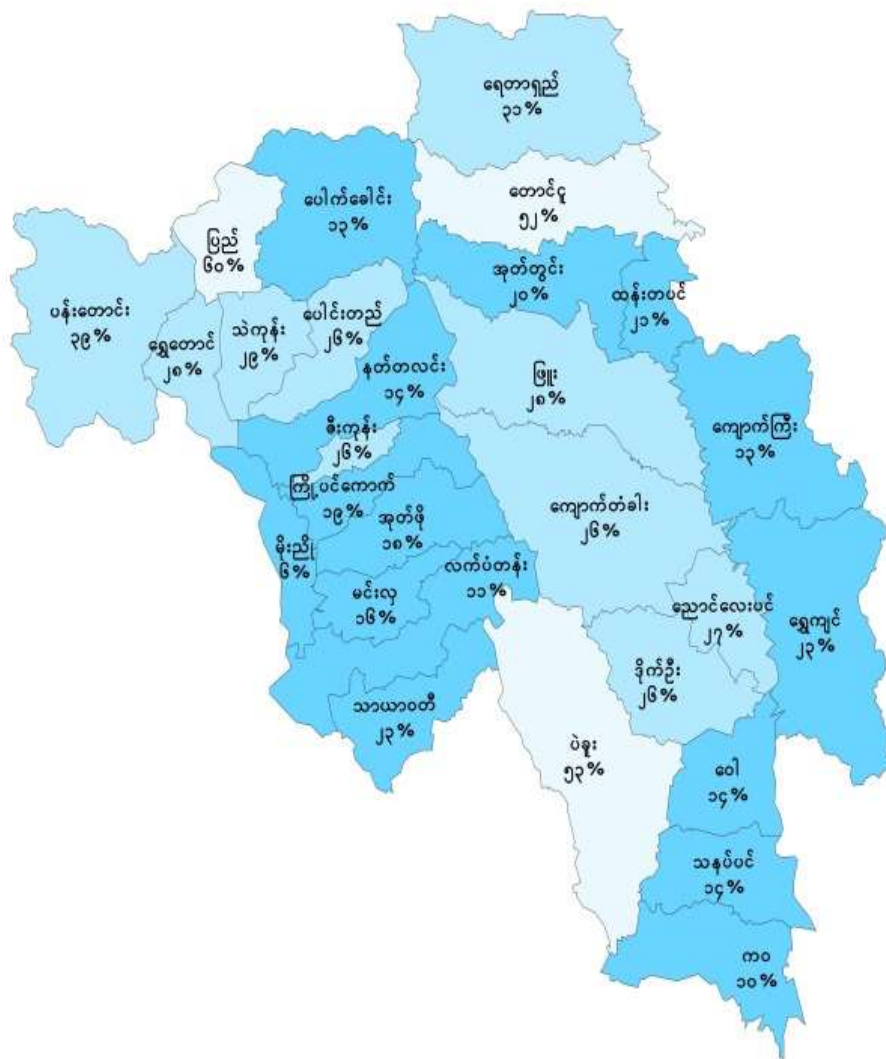 ရေတာရှည်
၃၁%
တောင်ငူ
၅၂%
ပေါက်ခေါင်း
၁၃%
ပြည်
၆၀%
အုတ်တွင်း
၂၀%
ထန်းတပင်
၂၁%
ပန်းတောင်း
၃၉%
ရွှေတောင်
၂၈%
သဲကုန်း
၂၉%
ပေါင်းတည်
၂၆%
နတ်တလင်း
၁၄%
ဖြူး
၂၈%
ကျောက်ကြီး
၁၃%
ဇီးကုန်း
၂၆%
ကြို့ပင်ကောက်
၁၉%
အုတ်ဖို
၁၈%
ကျောက်တံခါး
၂၆%
မိုးညို
၆%
လက်ပံတန်း
၁၁%
မင်းလှ
၁၆%
ညောင်လေးပင်
၂၇%
ရွှေကျင်
၂၃%
ဒိုက်ဦး
၂၆%
သာယာဝတီ
၂၃%
ပဲခူး
၅၃%
ဝေါ
၁၄%
သနပ်ပင်
၁၄%
ကဝ
၁၀%